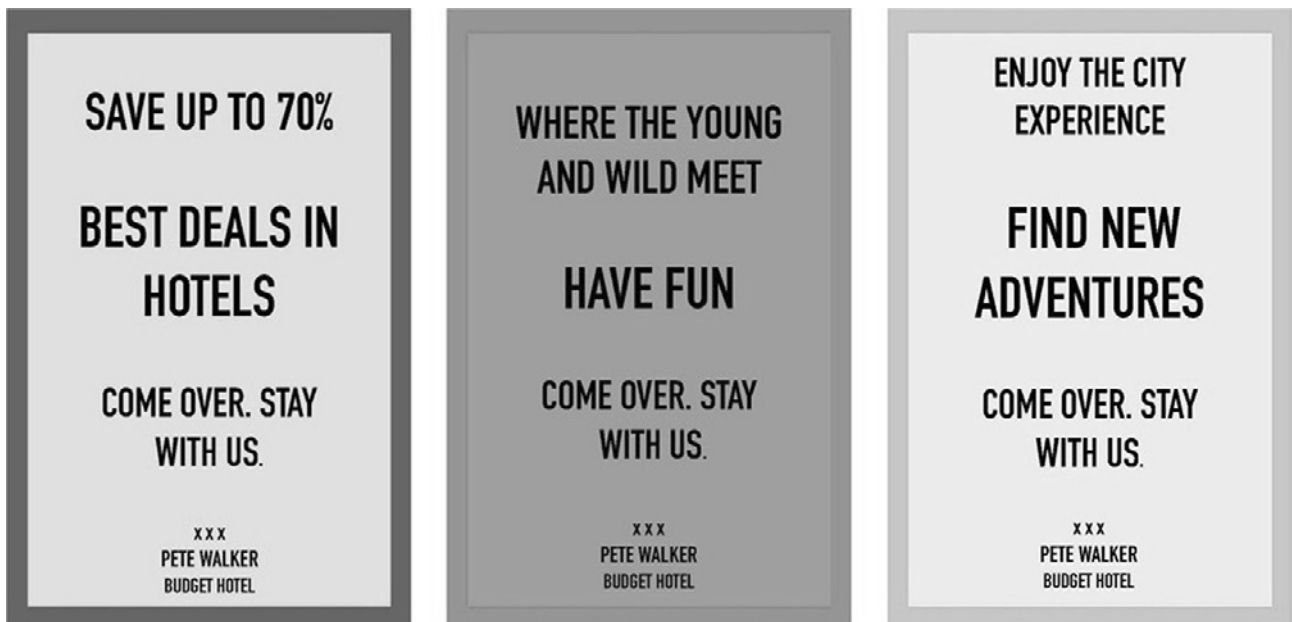 SAVE UP TO 70%
BEST DEALS IN
HOTELS
COME OVER. STAY
WITH US.
XXX
PETE WALKER
BUDGET HOTEL
WHERE THE YOUNG
AND WILD MEET
HAVE FUN
COME OVER. STAY
WITH US.
XXX
PETE WALKER
BUDGET HOTEL
ENJOY THE CITY
EXPERIENCE
FIND NEW
ADVENTURES
COME OVER. STAY
WITH US.
XXX
PETE WALKER
BUDGET HOTEL